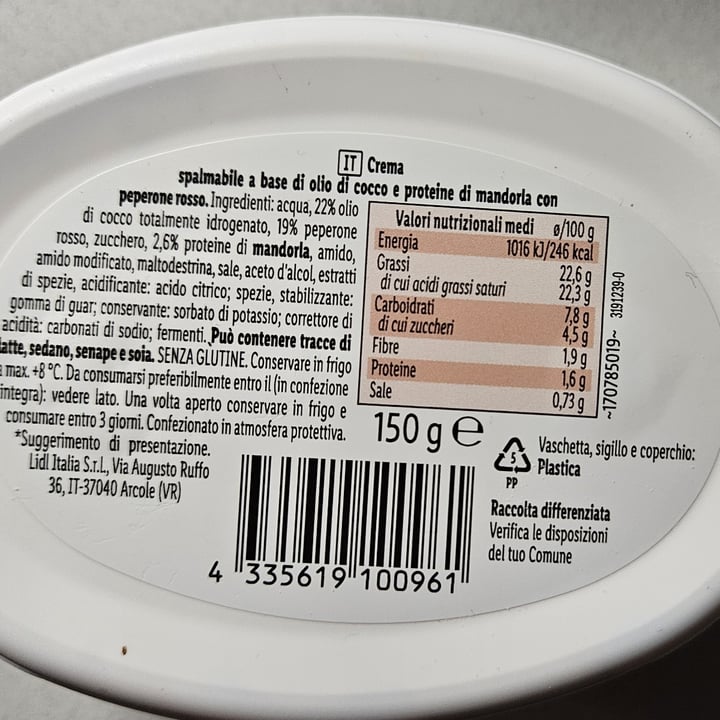 IT Crema
spalmabile a base di olio di cocco e proteine di mandorla con
peperone rosso. Ingredienti: acqua, 22% olio
di cocco totalmente idrogenato, 19% peperone
rosso, zucchero, 2,6% proteine di mandorla, amido,
amido modificato, maltodestrina, sale, aceto d'alcol, estratti
di spezie, acidificante: acido citrico; spezie, stabilizzante:
gomma di guar; conservante: sorbato di potassio; correttore di
acidità: carbonati di sodio; fermenti. Può contenere tracce di
latte, sedano, senape e soia. SENZA GLUTINE. Conservare in frigo
a max. +8 °C. Da consumarsi preferibilmente entro il (in confezione
integra): vedere lato. Una volta aperto conservare in frigo e
consumare entro 3 giorni. Confezionato in atmosfera protettiva.
*Suggerimento di presentazione.
Lidl Italia S.r.l., Via Augusto Ruffo
36, IT-37040 Arcole (VR)
Valori nutrizionali medi ø/100 g
Energia 1016 kJ/246 kcal
Grassi 22,6 g
di cui acidi grassi saturi 22,3 g
Carboidrati 7,8 g
di cui zuccheri 4,5 g
Fibre 1,9 g
Proteine 1,6 g
Sale 0,73 g
~170785019~ 3191239-0
150 g e
5
PP
Vaschetta, sigillo e coperchio:
Plastica
Raccolta differenziata
Verifica le disposizioni
del tuo Comune
4 335619 100961